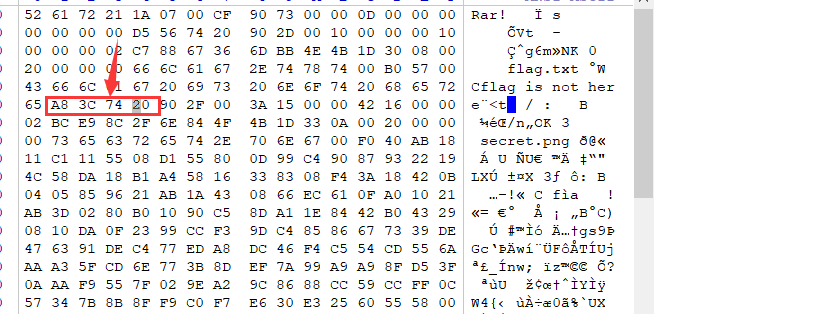 52 61 72 21 1A 07 00 CF 90 73 00 00 0D 00 00 00 Rar! Ï s
00 00 00 00 D5 56 74 20 90 2D 00 10 00 00 00 10 ÕVt -
00 00 00 02 C7 88 67 36 6D BB 4E 4B 1D 30 08 00 Çˆg6m»NK 0
20 00 00 00 66 6C 61 67 2E 74 78 74 00 B0 57 00 flag.txt °W
43 66 6C 61 67 20 69 73 20 6E 6F 74 20 68 65 72 Cflag is not her
65 A8 3C 74 20 90 2F 00 3A 15 00 00 42 16 00 00 e¨<t / : B
02 BC E9 8C 2F 6E 84 4F 4B 1D 33 0A 00 20 00 00 ¼éŒ/n„OK 3
00 73 65 63 72 65 74 2E 70 6E 67 00 F0 40 AB 18 secret.png ð@«
11 C1 11 55 08 D1 55 80 0D 99 C4 90 87 93 22 19 Á U ÑU€ ™Ä ‡“"
4C 58 DA 18 B1 A4 58 16 33 83 08 F4 3A 18 42 0B LXÚ ±¤X 3ƒ ô: B
04 05 85 96 21 AB 1A 43 08 66 EC 61 0F A0 10 21 …–!« C fìa !
AB 3D 02 80 B0 10 90 C5 8D A1 1E 84 42 B0 43 29 «= €° Å ¡ „B°C)
08 10 DA 0F 23 99 CC F3 9D C4 85 86 67 73 39 DE Ú #™Ìó Ä…†gs9Þ
47 63 91 DE C4 77 ED A8 DC 46 F4 C5 54 CD 55 6A Gc‘ÞÄwí¨ÜFôÅTÍUj
AA A3 5F CD 6E 77 3B 8D EF 7A 99 A9 A9 8F D5 3F ª£_Ínw; ïz™©© Õ?
0A AA F9 55 7F 02 9E A2 9C 86 88 CC 59 CC FF 0C ªùU ž¢œ†ˆÌYÌÿ
57 34 7B 8B 8F F9 C0 F7 E6 30 E3 25 60 55 58 00 W4{‹ ùÀ÷æ0ã%`UX